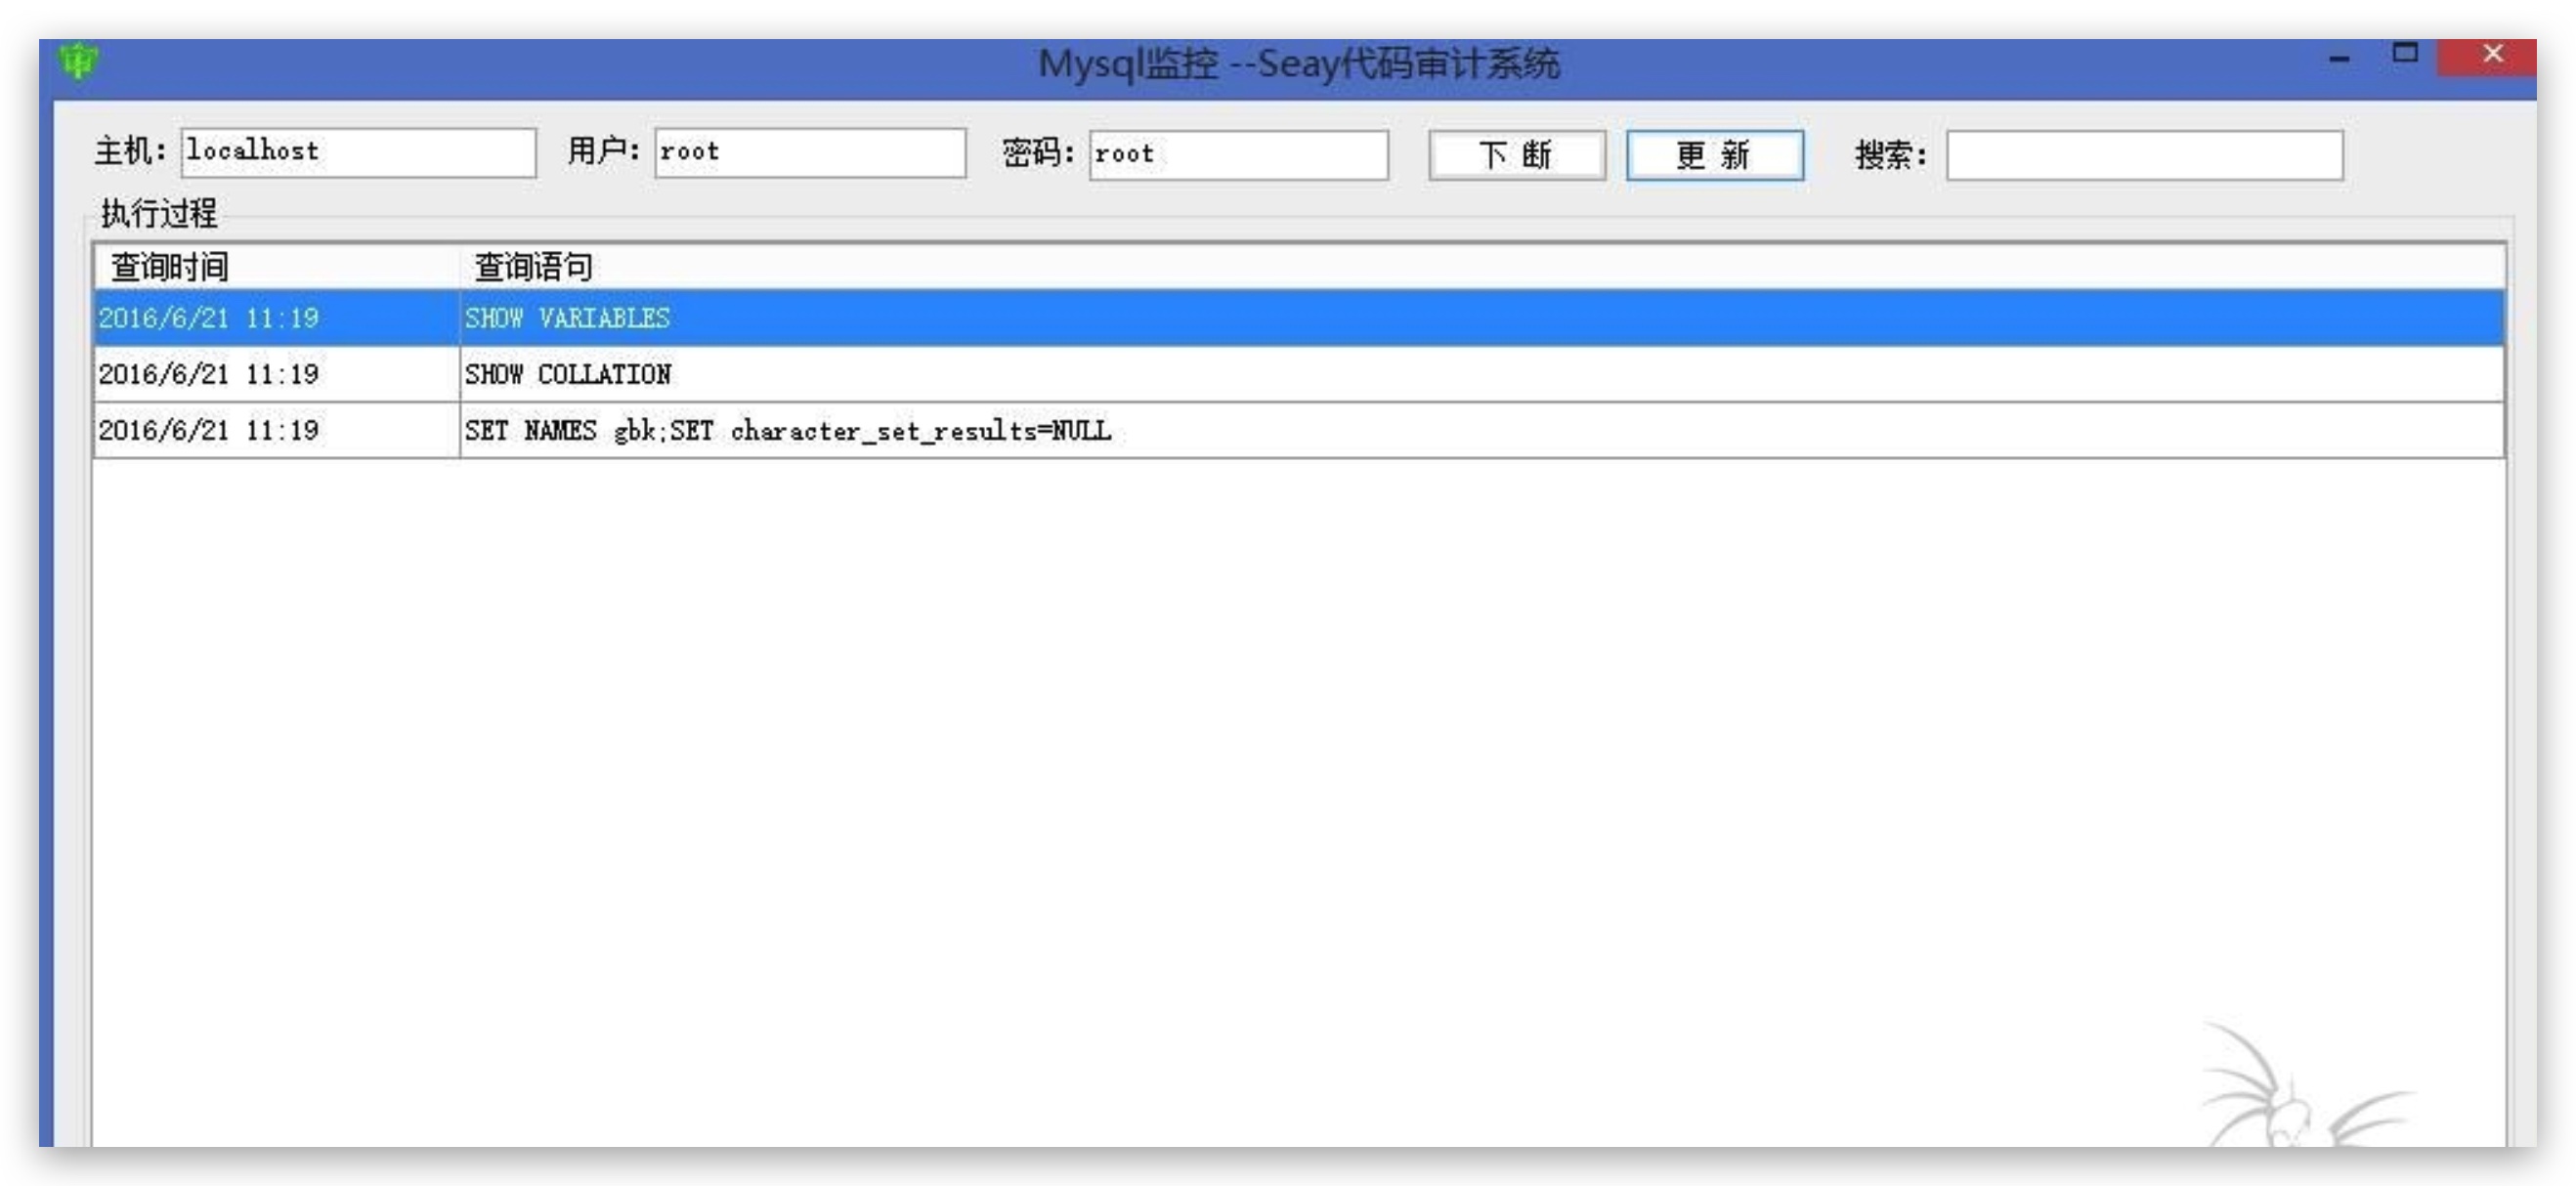 Mysql监控 --Seay代码审计系统
主机: localhost 用户: root 密码: root 下 断 更 新 搜索:
执行过程
查询时间 查询语句
2016/6/21 11:19 SHOW VARIABLES
2016/6/21 11:19 SHOW COLLATION
2016/6/21 11:19 SET NAMES gbk;SET character_set_results=NULL